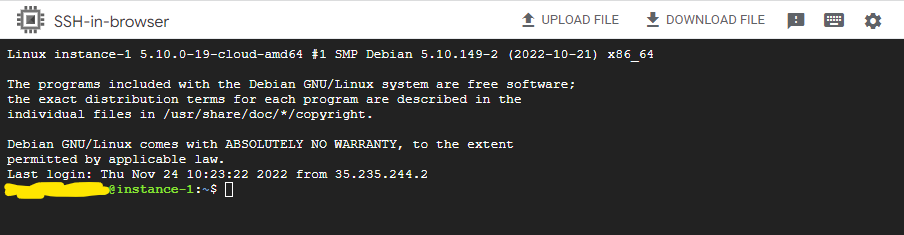 SSH-in-browser
UPLOAD FILE
DOWNLOAD FILE
Linux instance-1 5.10.0-19-cloud-amd64 #1 SMP Debian 5.10.149-2 (2022-10-21) x86_64
The programs included with the Debian GNU/Linux system are free software;
the exact distribution terms for each program are described in the
individual files in /usr/share/doc/*/copyright.
Debian GNU/Linux comes with ABSOLUTELY NO WARRANTY, to the extent
permitted by applicable law.
Last login: Thu Nov 24 10:23:22 2022 from 35.235.244.2
@instance-1:~$